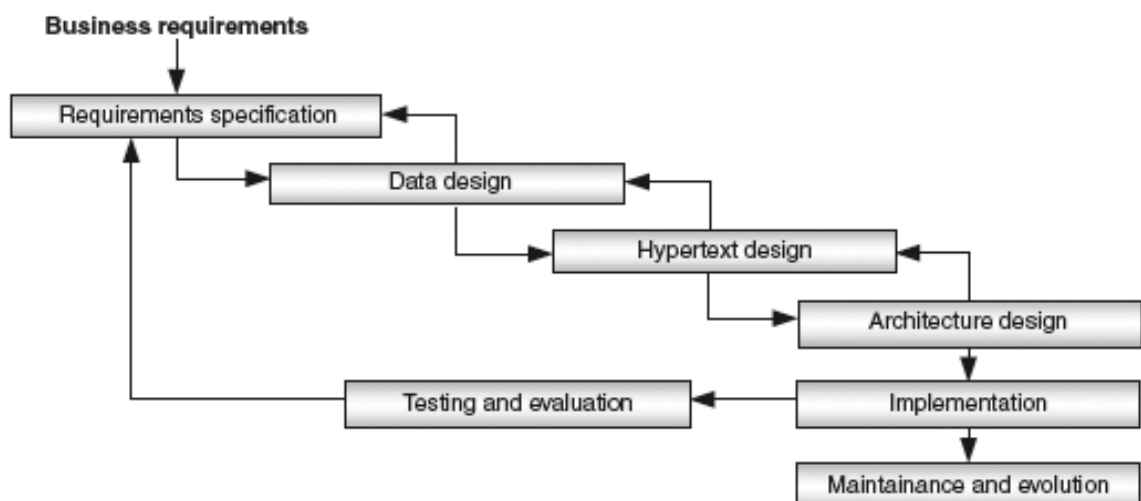 Business requirements
Requirements specification
Data design
Hypertext design
Architecture design
Testing and evaluation
Implementation
Maintainance and evolution